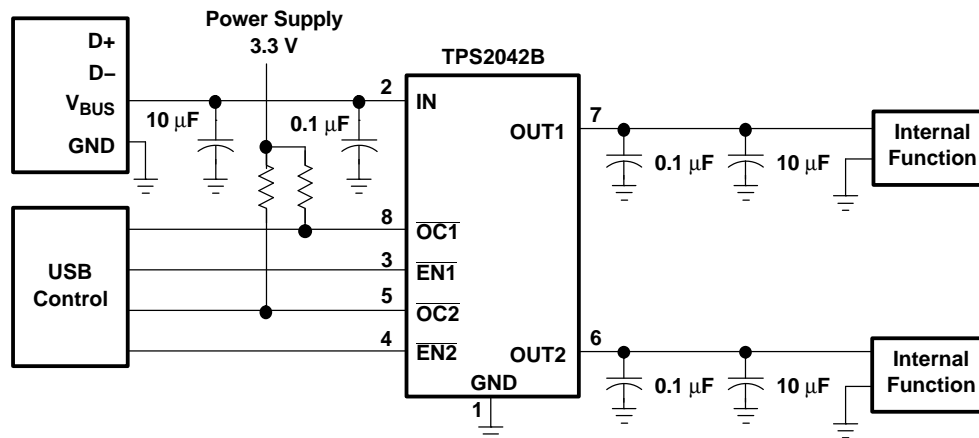 Power Supply
3.3 V
TPS2042B
D+
D−
VBUS
GND
10 µF
0.1 µF
2
IN
7
OUT1
0.1 µF
10 µF
Internal
Function
USB
Control
8
OC1
3
EN1
5
OC2
4
EN2
6
OUT2
0.1 µF
10 µF
Internal
Function
GND
1